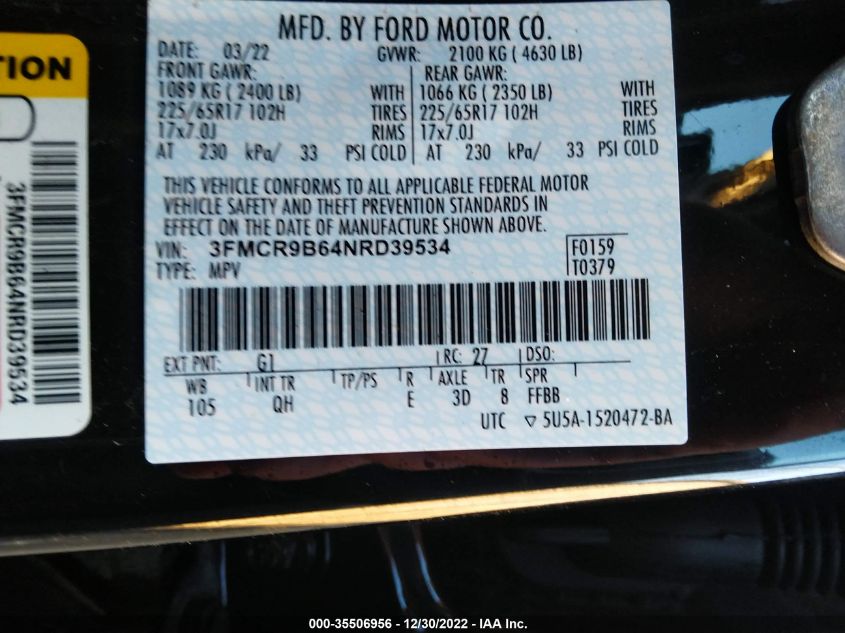 MFD. BY FORD MOTOR CO.
DATE: 03/22 GVWR: 2100 KG ( 4630 LB)
FRONT GAWR: REAR GAWR:
1089 KG ( 2400 LB) WITH 1066 KG ( 2350 LB) WITH
225/65R17 102H TIRES 225/65R17 102H TIRES
17x7.0J RIMS 17x7.0J RIMS
AT 230 kPa/ 33 PSI COLD AT 230 kPa/ 33 PSI COLD
THIS VEHICLE CONFORMS TO ALL APPLICABLE FEDERAL MOTOR
VEHICLE SAFETY AND THEFT PREVENTION STANDARDS IN
EFFECT ON THE DATE OF MANUFACTURE SHOWN ABOVE.
VIN: 3FMCR9B64NRD39534 F0159
TYPE: MPV T0379
EXT PNT: G1 RC: 27 DSO:
WB INT TR TP/PS R AXLE TR SPR
105 QH E 3D 8 FFBB
UTC ▽ 5U5A-1520472-BA
TION
3FMCR9B64NRD39534
000-35506956 - 12/30/2022 - IAA Inc.